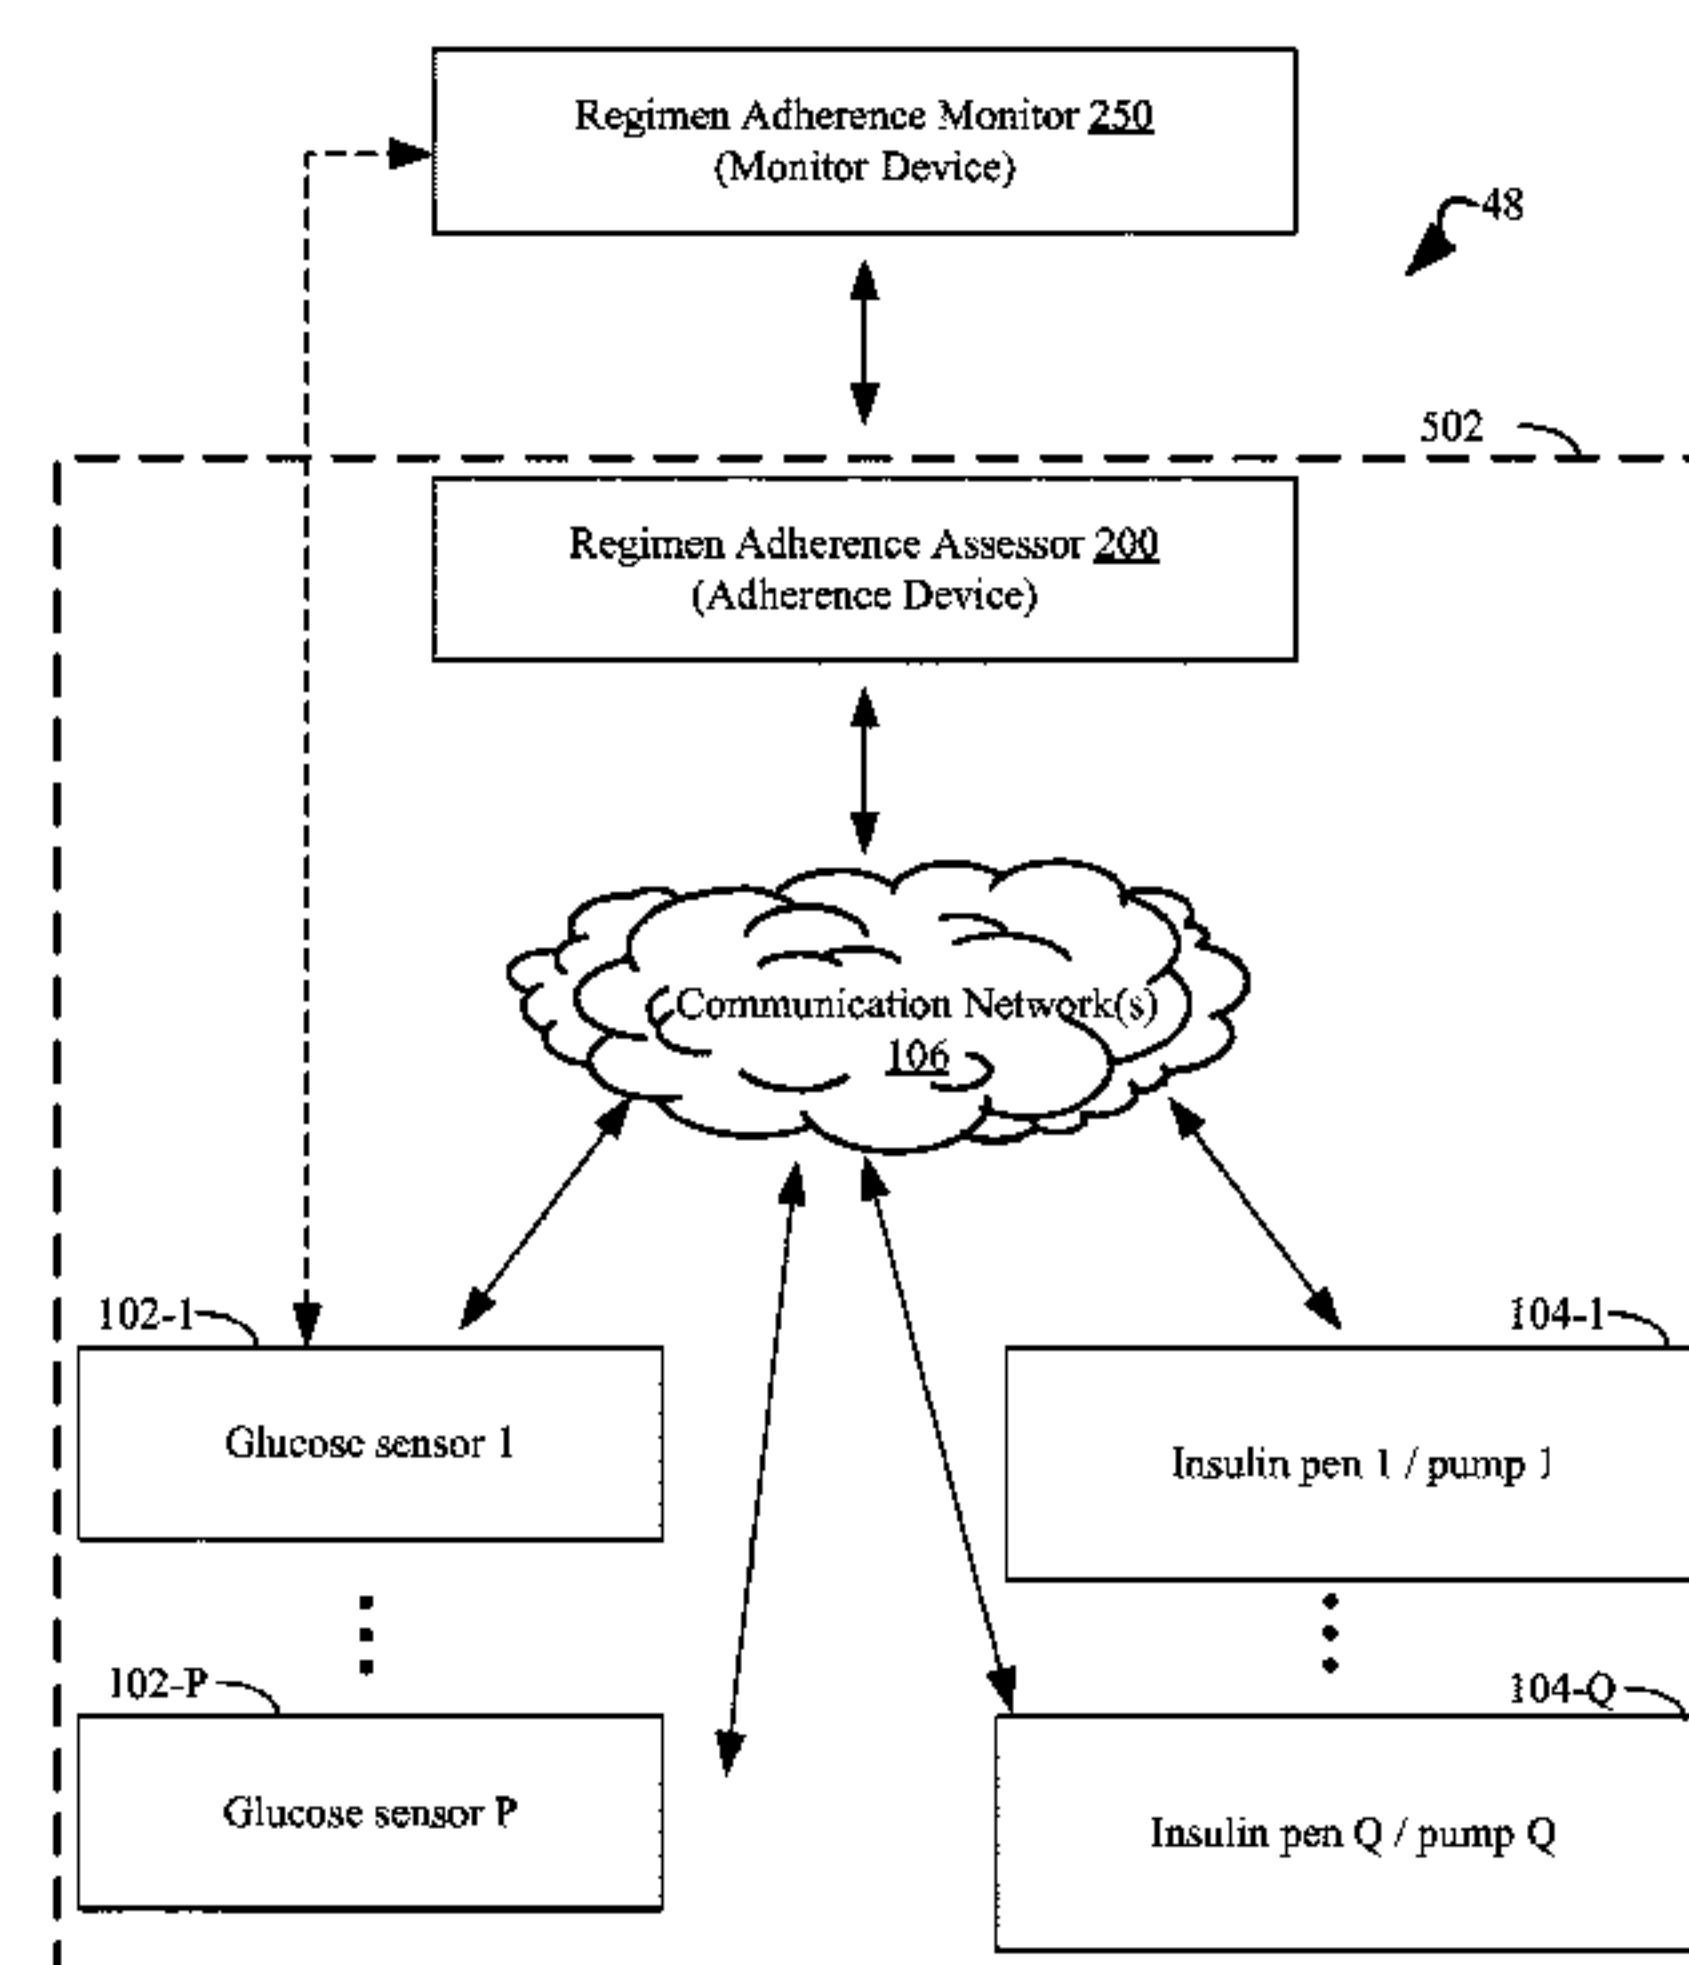 Regimen Adherence Monitor 250
(Monitor Device)
48
502
Regimen Adherence Assessor 200
(Adherence Device)
Communication Network(s)
106
102-1
104-1
Glucose sensor 1
Insulin pen 1 / pump 1
102-P
104-Q
Glucose sensor P
Insulin pen Q / pump Q